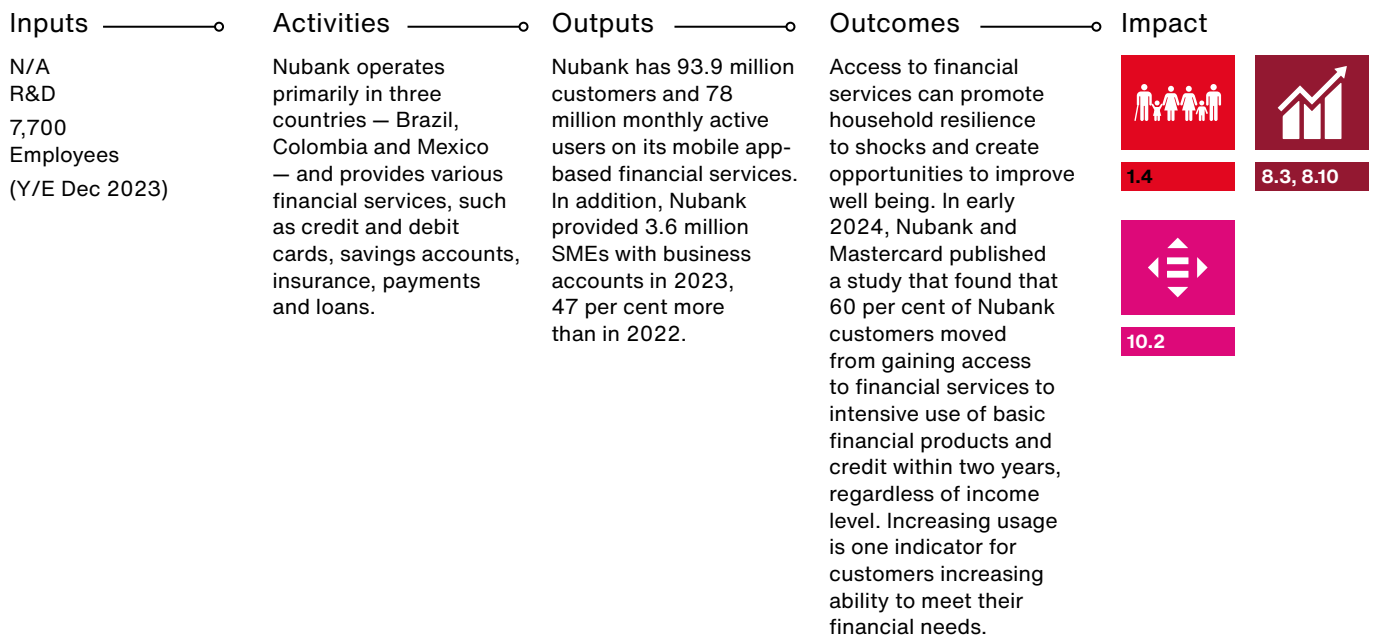 Inputs
N/A
R&D
7,700
Employees
(Y/E Dec 2023)
Activities
Nubank operates
primarily in three
countries — Brazil,
Colombia and Mexico
— and provides various
financial services, such
as credit and debit
cards, savings accounts,
insurance, payments
and loans.
Outputs
Nubank has 93.9 million
customers and 78
million monthly active
users on its mobile app-
based financial services.
In addition, Nubank
provided 3.6 million
SMEs with business
accounts in 2023,
47 per cent more
than in 2022.
Outcomes
Access to financial
services can promote
household resilience
to shocks and create
opportunities to improve
well being. In early
2024, Nubank and
Mastercard published
a study that found that
60 per cent of Nubank
customers moved
from gaining access
to financial services to
intensive use of basic
financial products and
credit within two years,
regardless of income
level. Increasing usage
is one indicator for
customers increasing
ability to meet their
financial needs.
Impact
1.4
8.3, 8.10
10.2